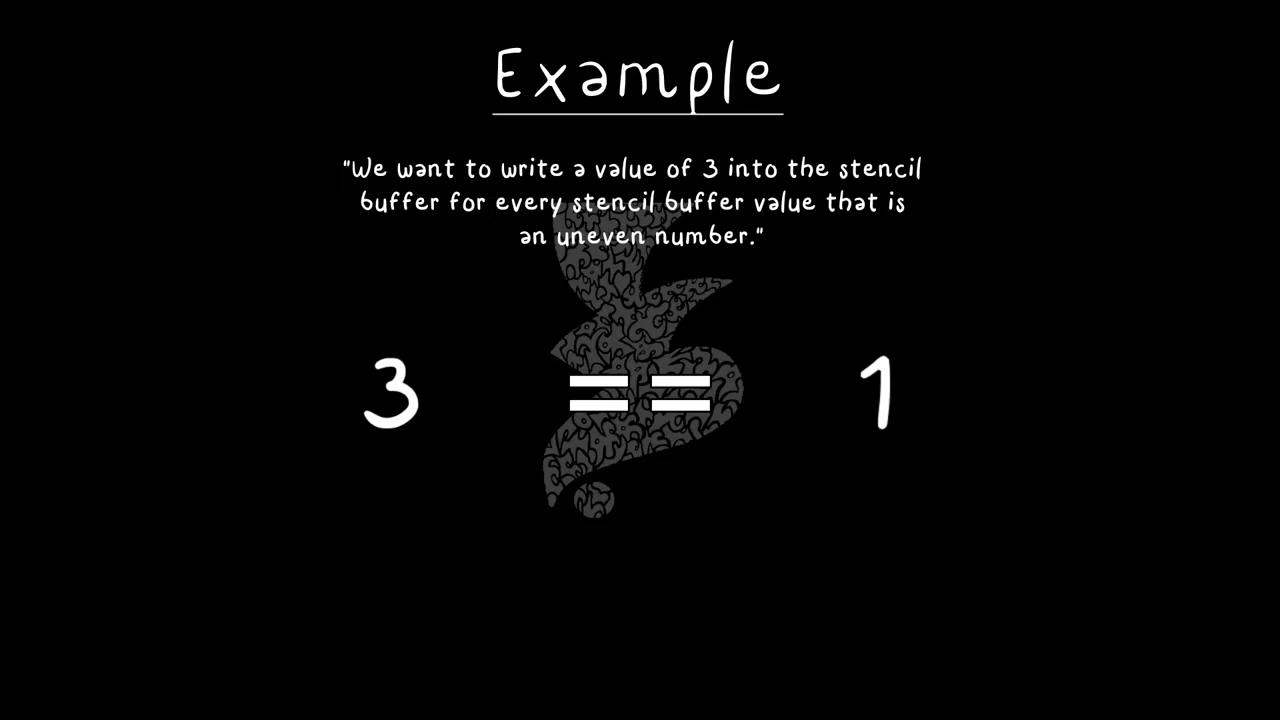 Example
"We want to write a value of 3 into the stencil
buffer for every stencil buffer value that is
an uneven number."
3 == 1